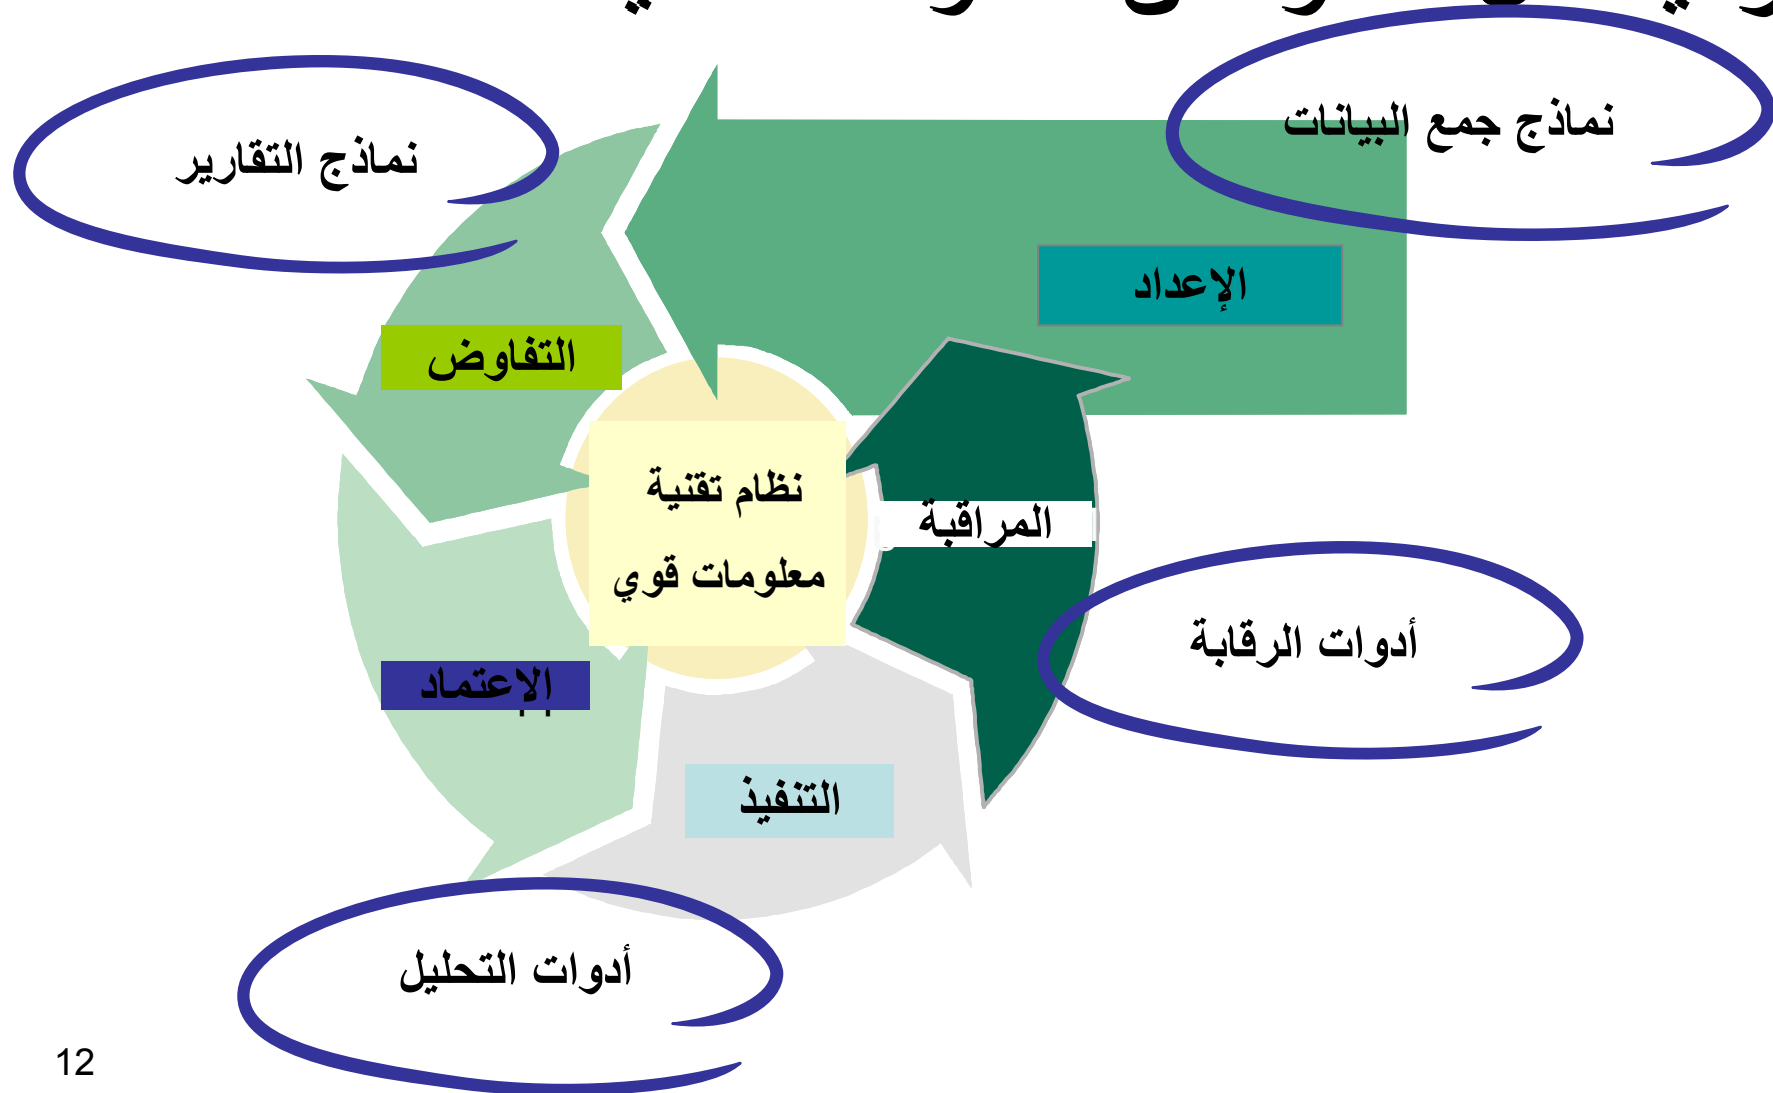 نماذج جمع البيانات
نماذج التقارير
الإعداد
التفاوض
نظام تقنية
معلومات قوي
المراقبة
أدوات الرقابة
الإعتماد
التنفيذ
أدوات التحليل
12